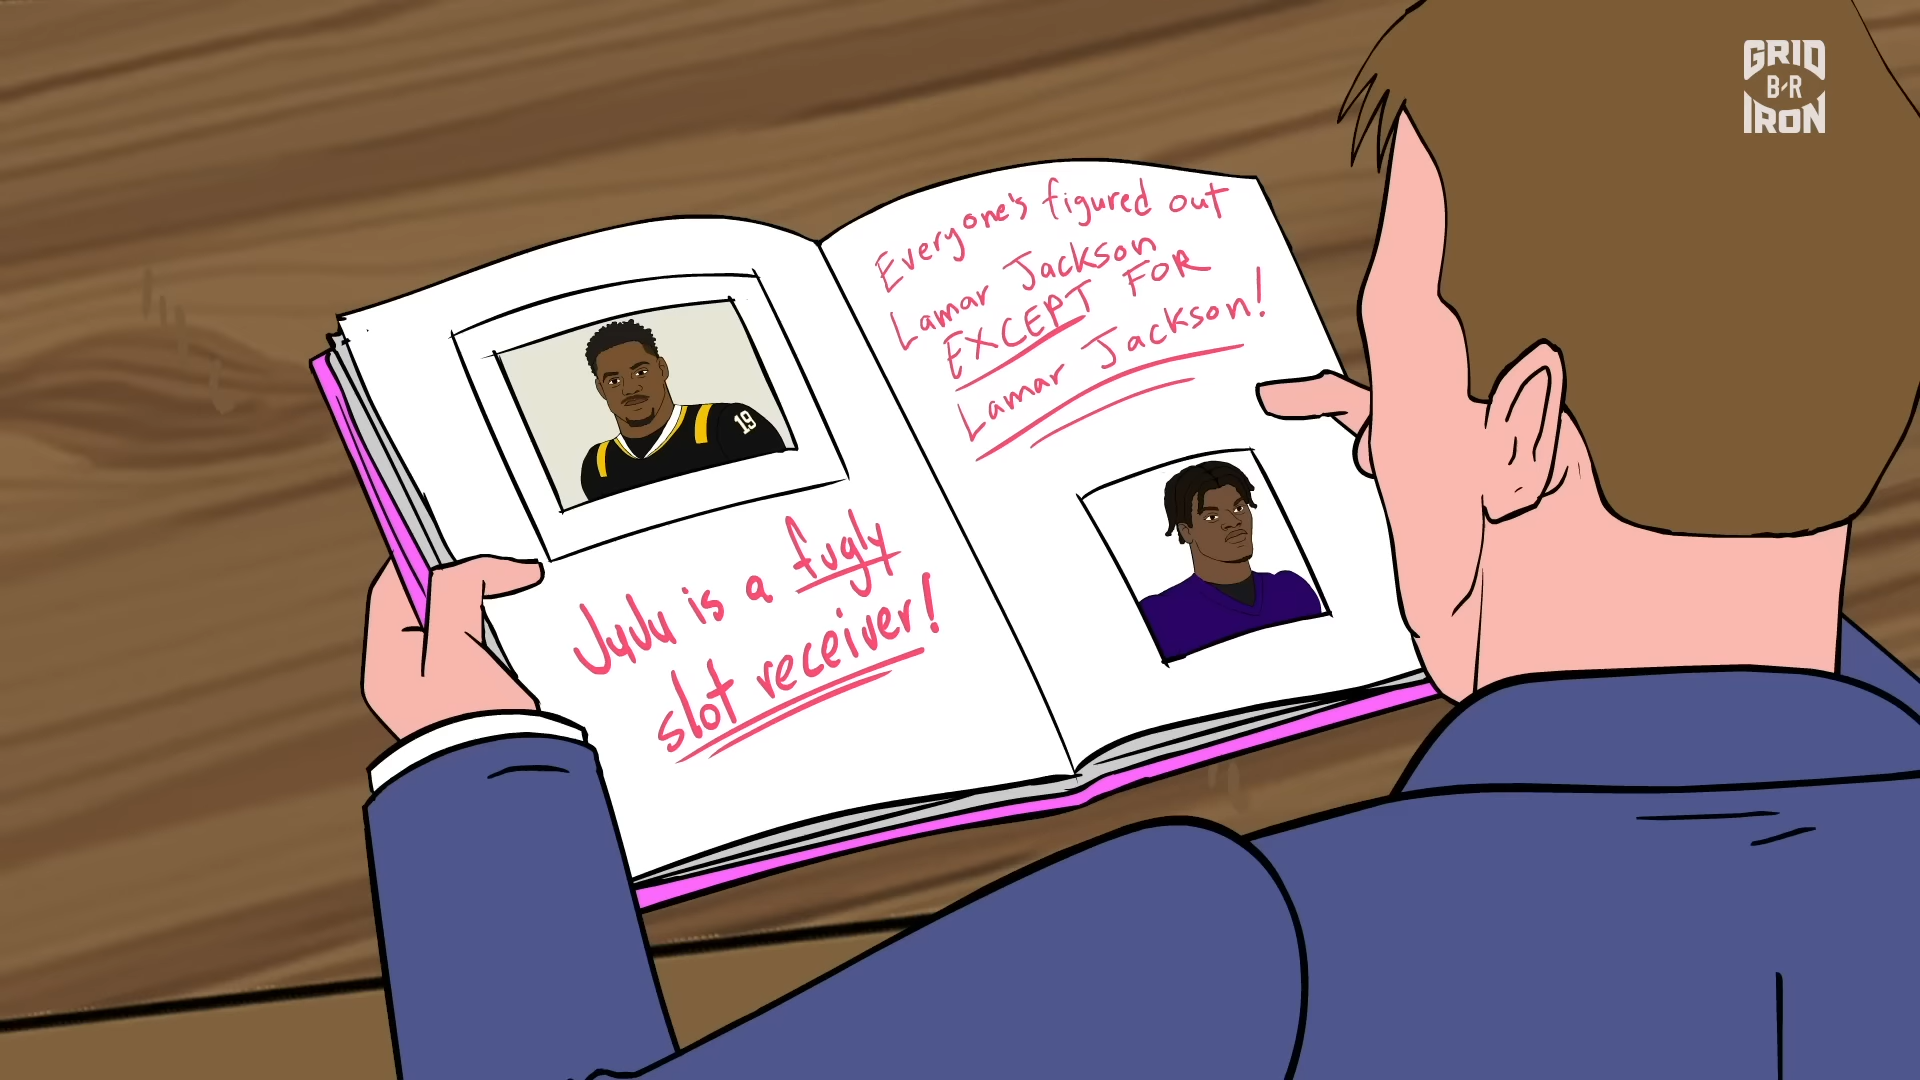 GRID
B-R
IRON
19
JuJu is a fugly
slot receiver!
Everyone's figured out
Lamar Jackson
EXCEPT FOR
Lamar Jackson!